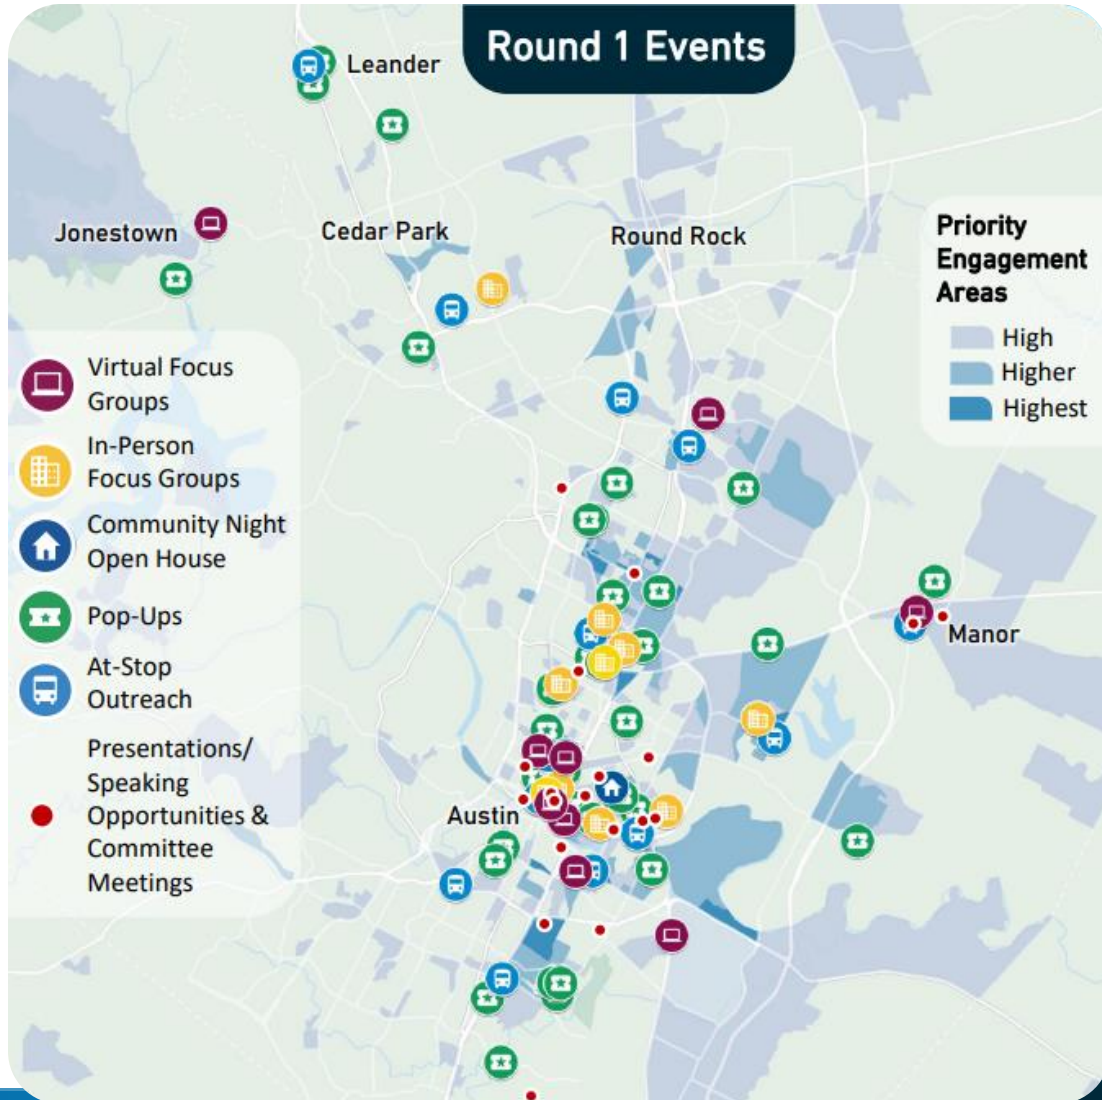 Round 1 Events
Leander
Jonestown
Cedar Park
Round Rock
Priority
Engagement
Areas
High
Higher
Highest
Virtual Focus
Groups
In-Person
Focus Groups
Community Night
Open House
Pop-Ups
At-Stop
Outreach
Presentations/
Speaking
Opportunities &
Committee
Meetings
Manor
Austin